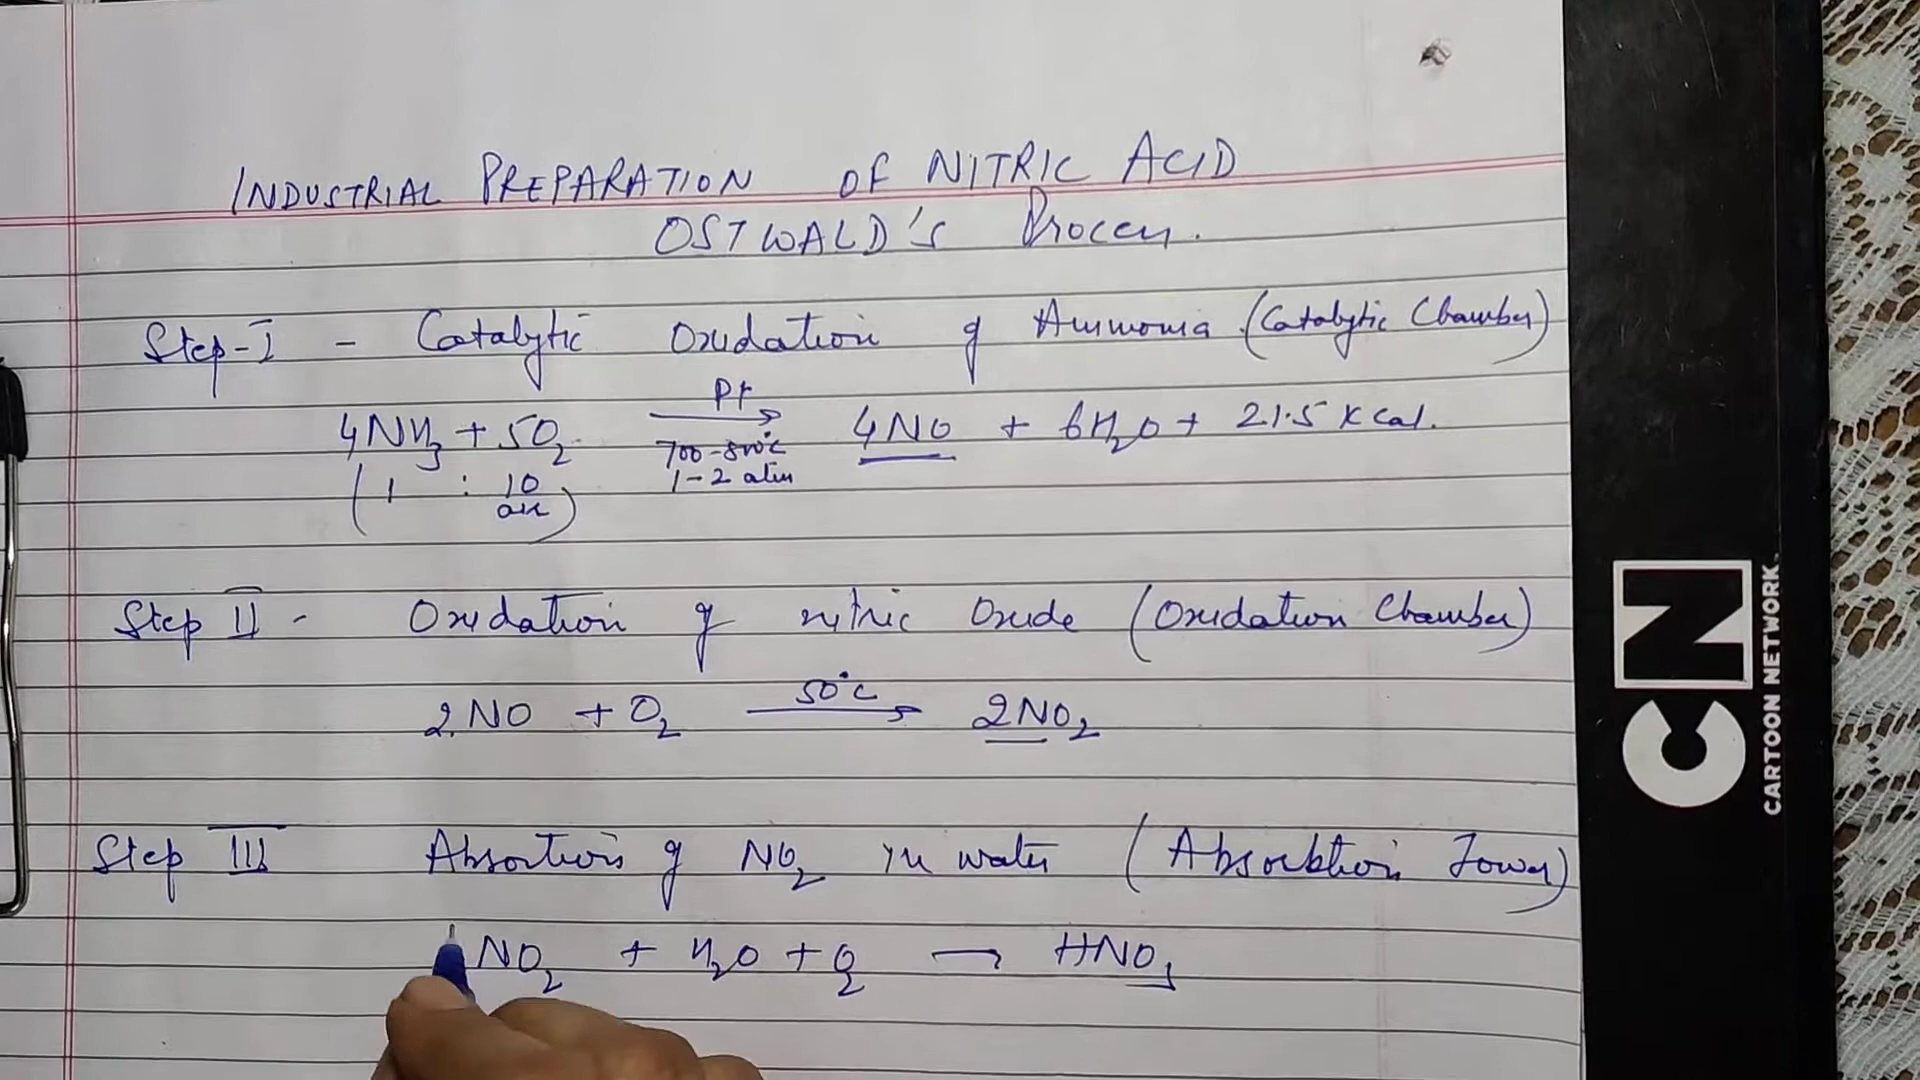 INDUSTRIAL PREPARATION OF NITRIC ACID
OSTWALD'S Process.
Step-I - Catalytic Oxidation of Ammonia (Catalytic Chamber)
Pt
4NH₃ + 5O₂ → 4NO + 6H₂O + 21.5 K Cal.
700-800°C
1-2 atm
(1 : 10 air)
Step II - Oxidation of nitric Oxide (Oxidation Chamber)
50°C
2NO + O₂ → 2NO₂
Step III Absortion of NO₂ in water (Absorbtion Tower)
NO₂ + H₂O + O₂ → HNO₃
CN
CARTOON NETWORK.